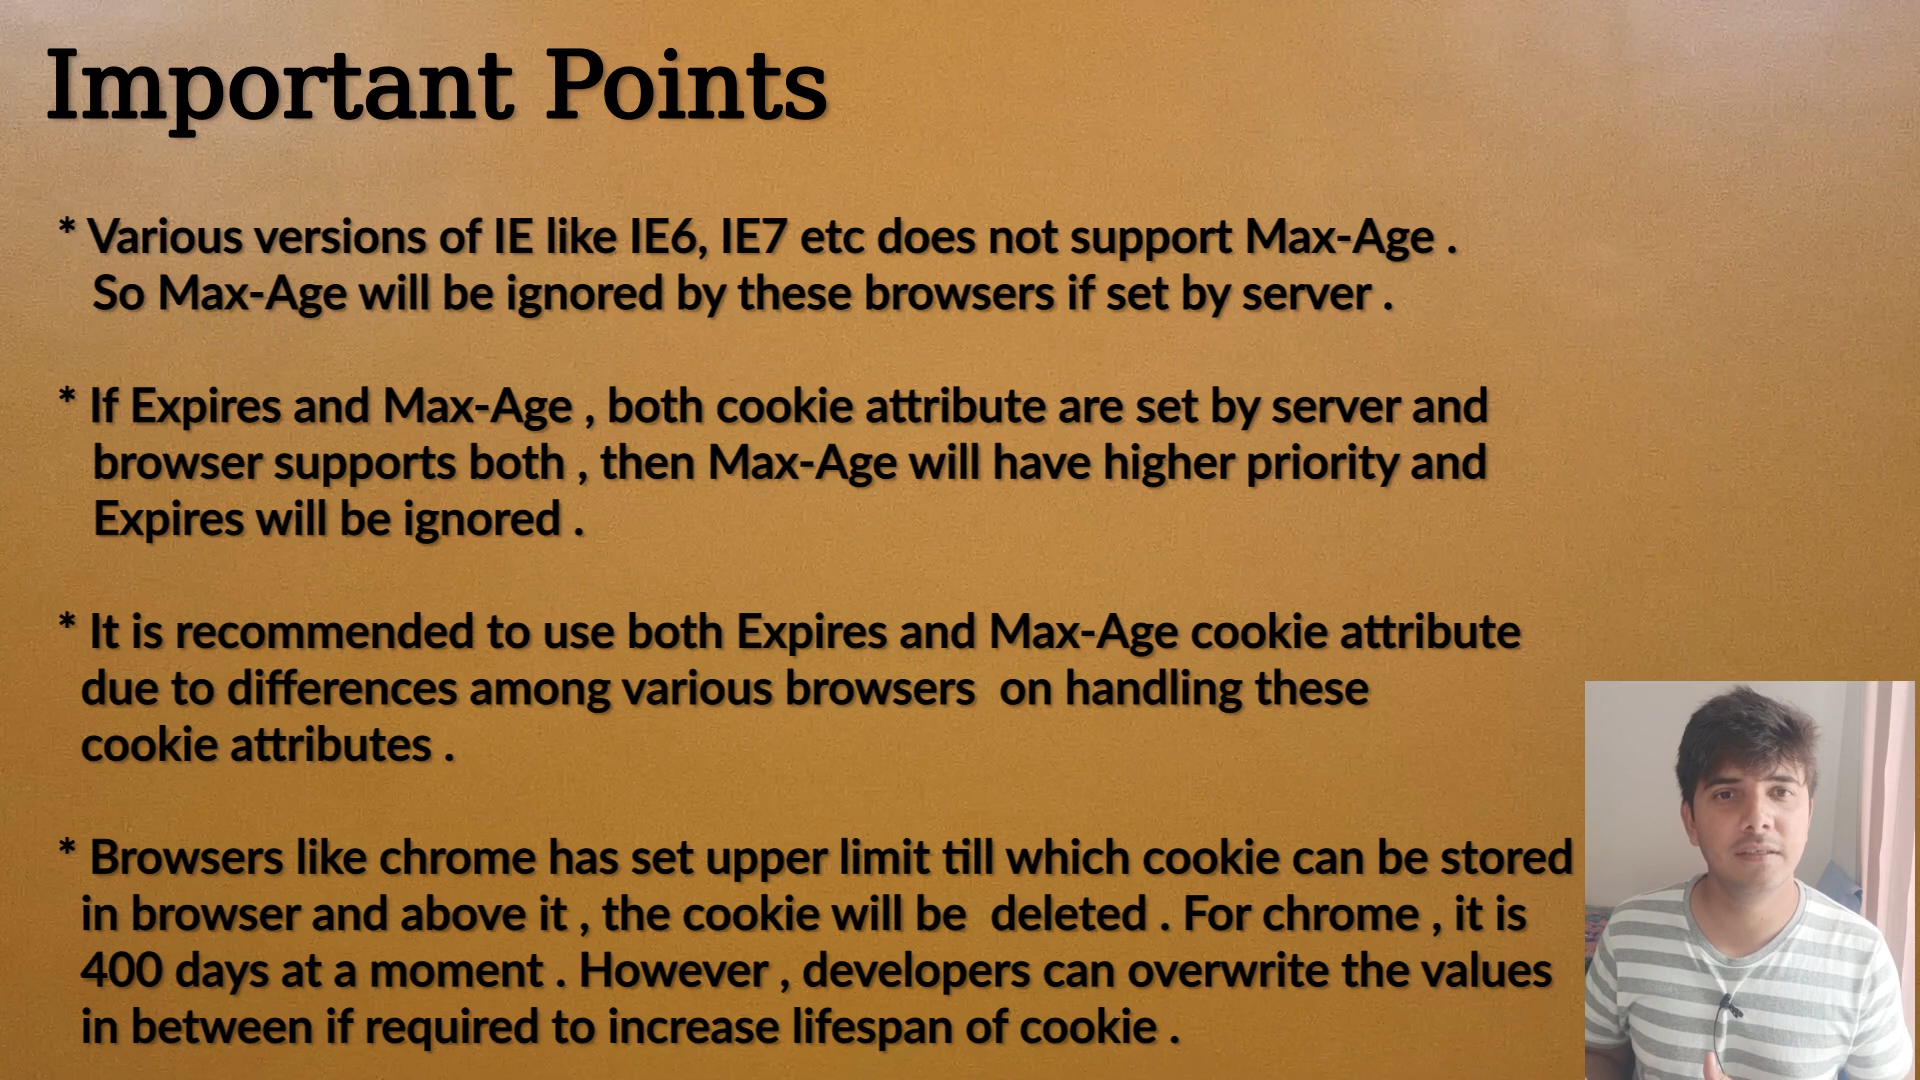 Important Points
* Various versions of IE like IE6, IE7 etc does not support Max-Age .
So Max-Age will be ignored by these browsers if set by server .
* If Expires and Max-Age , both cookie attribute are set by server and
browser supports both , then Max-Age will have higher priority and
Expires will be ignored .
* It is recommended to use both Expires and Max-Age cookie attribute
due to differences among various browsers on handling these
cookie attributes .
* Browsers like chrome has set upper limit till which cookie can be stored
in browser and above it , the cookie will be deleted . For chrome , it is
400 days at a moment . However , developers can overwrite the values
in between if required to increase lifespan of cookie .